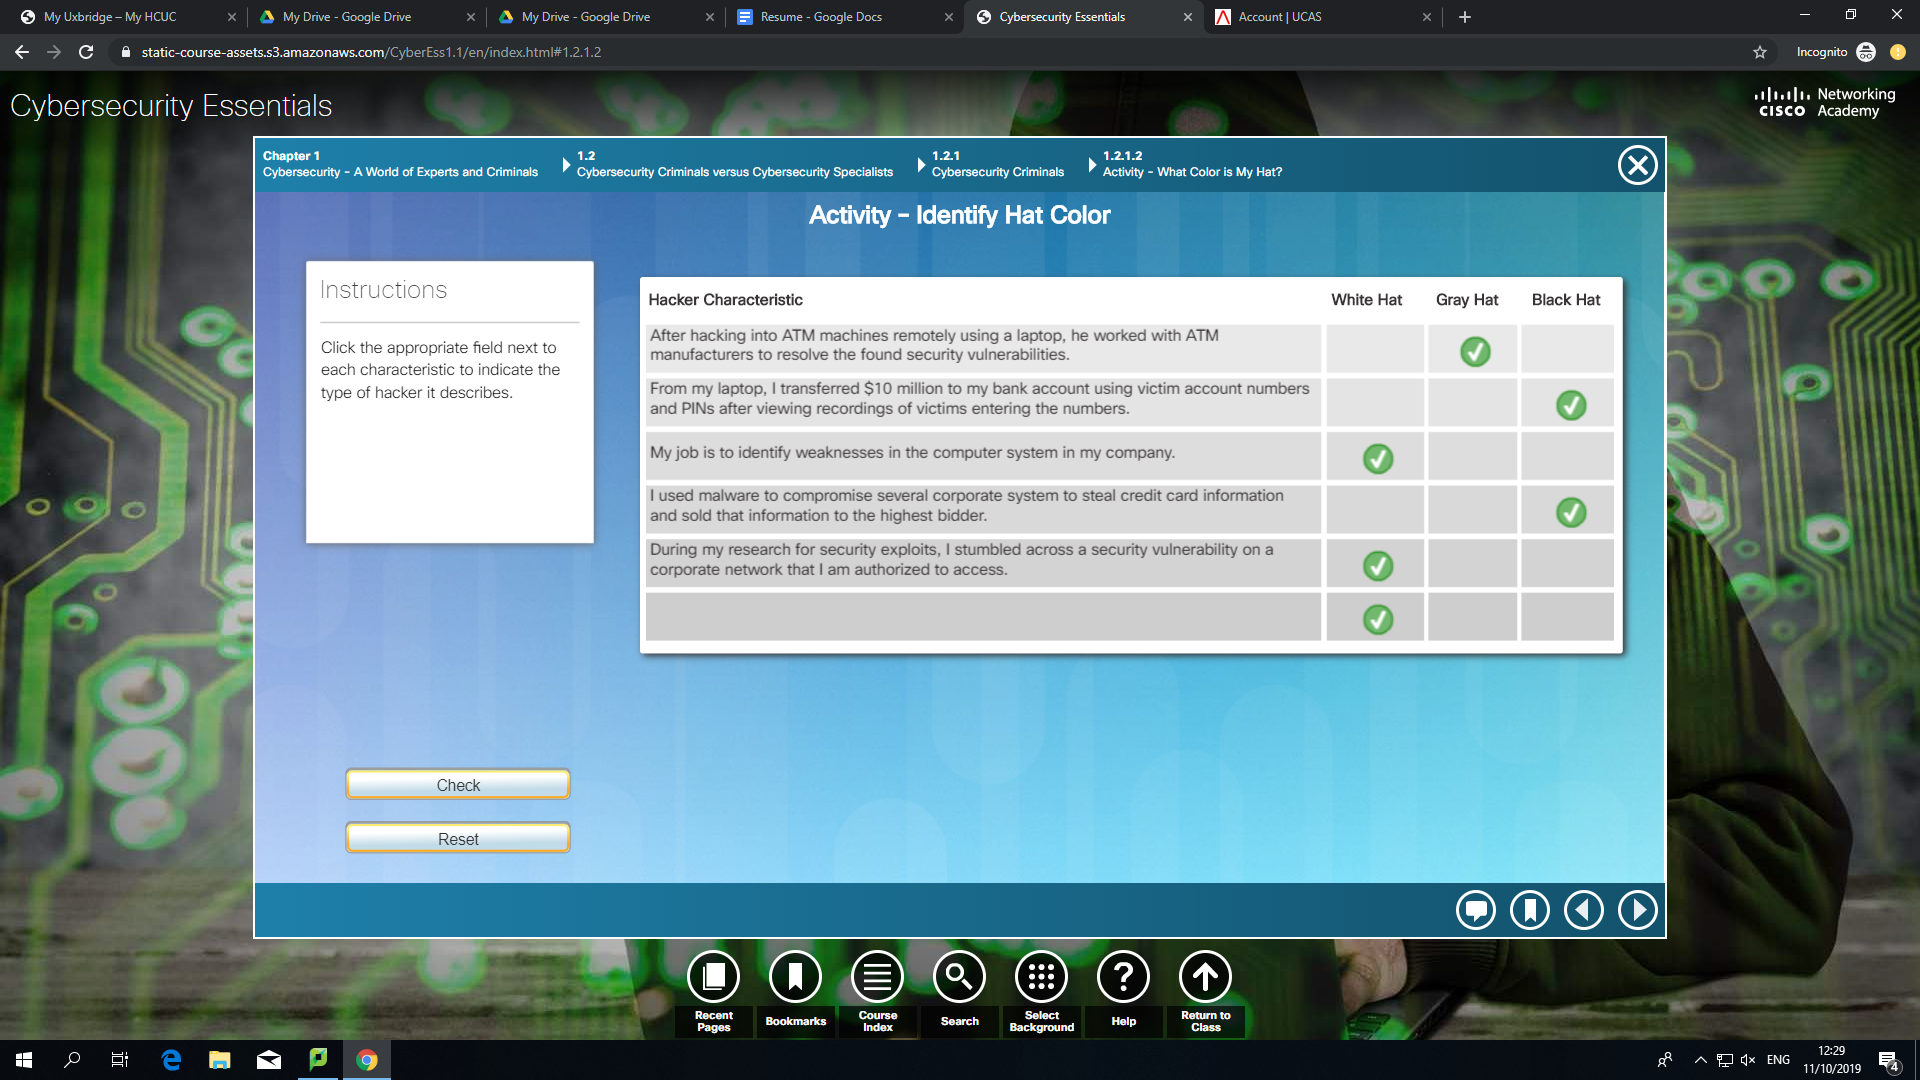 My Uxbridge – My HCUC
My Drive - Google Drive
My Drive - Google Drive
Resume - Google Docs
Cybersecurity Essentials
Account | UCAS
static-course-assets.s3.amazonaws.com/CyberEss1.1/en/index.html#1.2.1.2
Incognito
Cybersecurity Essentials
CISCO
Networking
Academy
Chapter 1
Cybersecurity - A World of Experts and Criminals
1.2
Cybersecurity Criminals versus Cybersecurity Specialists
1.2.1
Cybersecurity Criminals
1.2.1.2
Activity - What Color is My Hat?
Activity - Identify Hat Color
Instructions
Click the appropriate field next to
each characteristic to indicate the
type of hacker it describes.
Hacker Characteristic
White Hat
Gray Hat
Black Hat
After hacking into ATM machines remotely using a laptop, he worked with ATM
manufacturers to resolve the found security vulnerabilities.
From my laptop, I transferred $10 million to my bank account using victim account numbers
and PINs after viewing recordings of victims entering the numbers.
My job is to identify weaknesses in the computer system in my company.
I used malware to compromise several corporate system to steal credit card information
and sold that information to the highest bidder.
During my research for security exploits, I stumbled across a security vulnerability on a
corporate network that I am authorized to access.
Check
Reset
Recent
Pages
Bookmarks
Course
Index
Search
Select
Background
Help
Return to
Class
ENG
12:29
11/10/2019
4